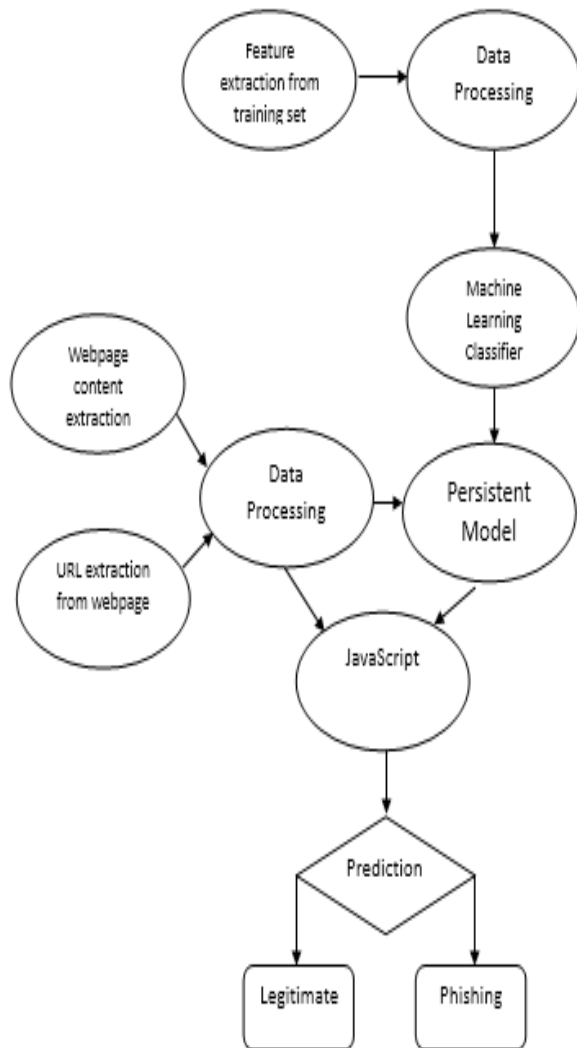 Feature
extraction from
training set
Data
Processing
Machine
Learning
Classifier
Webpage
content
extraction
Data
Processing
Persistent
Model
URL extraction
from webpage
JavaScript
Prediction
Legitimate
Phishing